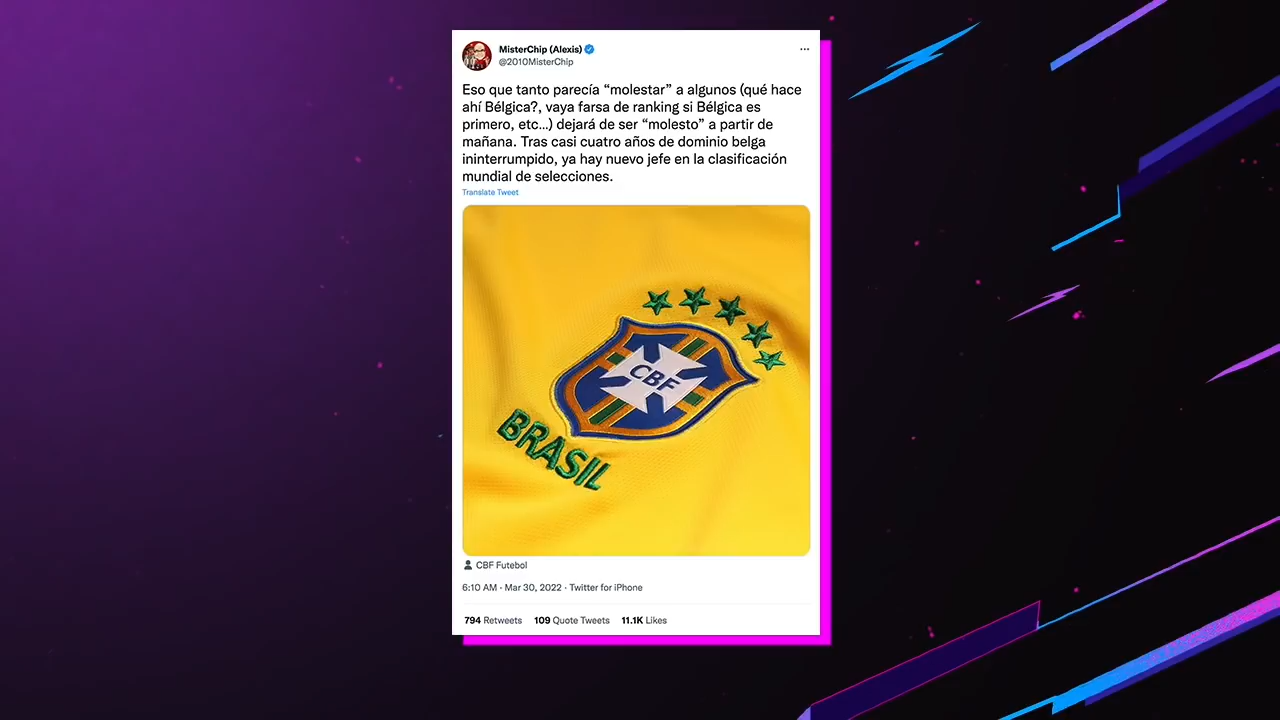 MisterChip (Alexis)
@2010MisterChip
Eso que tanto parecía “molestar” a algunos (qué hace
ahí Bélgica?, vaya farsa de ranking si Bélgica es
primero, etc...) dejará de ser “molesto” a partir de
mañana. Tras casi cuatro años de dominio belga
ininterrumpido, ya hay nuevo jefe en la clasificación
mundial de selecciones.
Translate Tweet
CBF
BRASIL
CBF Futebol
6:10 AM · Mar 30, 2022 · Twitter for iPhone
794 Retweets 109 Quote Tweets 11.1K Likes